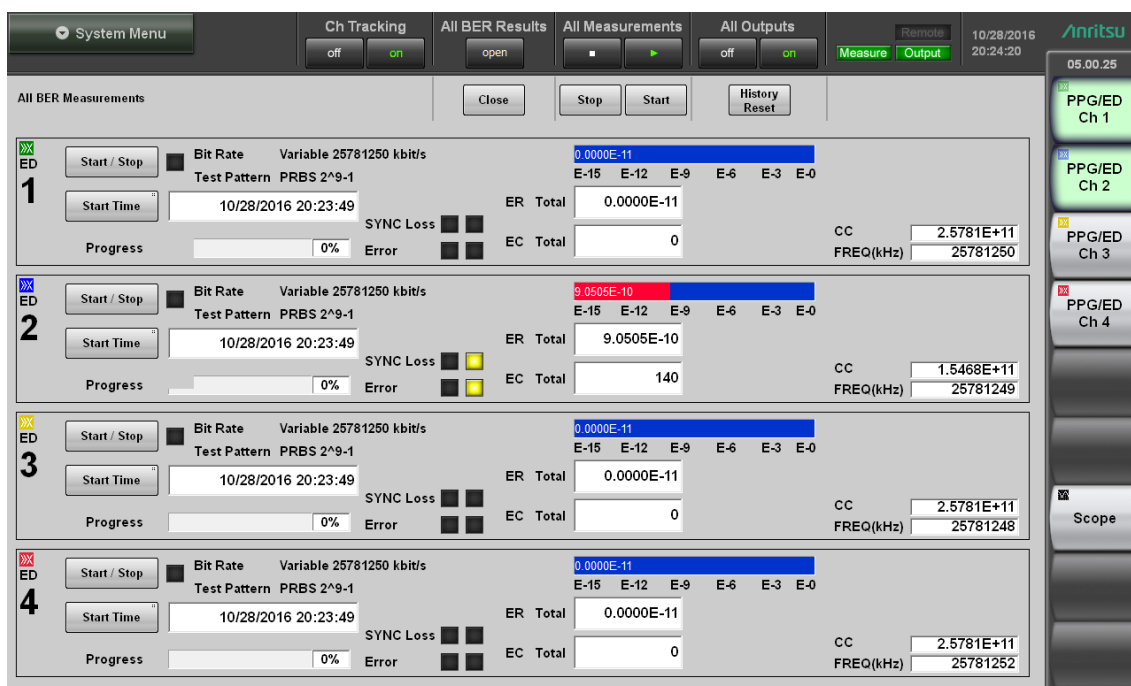 System Menu
Ch Tracking
off on
All BER Results
open
All Measurements
All Outputs
off on
Remote
Measure Output
10/28/2016
20:24:20
Anritsu
05.00.25
All BER Measurements
Close
Stop Start
History
Reset
PPG/ED
Ch 1
PPG/ED
Ch 2
PPG/ED
Ch 3
PPG/ED
Ch 4
Scope
ED
1
Start / Stop
Bit Rate Variable 25781250 kbit/s
Test Pattern PRBS 2^9-1
Start Time 10/28/2016 20:23:49
SYNC Loss
Progress 0% Error
0.0000E-11
E-15 E-12 E-9 E-6 E-3 E-0
ER Total 0.0000E-11
EC Total 0
CC 2.5781E+11
FREQ(kHz) 25781250
ED
2
Start / Stop
Bit Rate Variable 25781250 kbit/s
Test Pattern PRBS 2^9-1
Start Time 10/28/2016 20:23:49
SYNC Loss
Progress 0% Error
9.0505E-10
E-15 E-12 E-9 E-6 E-3 E-0
ER Total 9.0505E-10
EC Total 140
CC 1.5468E+11
FREQ(kHz) 25781249
ED
3
Start / Stop
Bit Rate Variable 25781250 kbit/s
Test Pattern PRBS 2^9-1
Start Time 10/28/2016 20:23:49
SYNC Loss
Progress 0% Error
0.0000E-11
E-15 E-12 E-9 E-6 E-3 E-0
ER Total 0.0000E-11
EC Total 0
CC 2.5781E+11
FREQ(kHz) 25781248
ED
4
Start / Stop
Bit Rate Variable 25781250 kbit/s
Test Pattern PRBS 2^9-1
Start Time 10/28/2016 20:23:49
SYNC Loss
Progress 0% Error
0.0000E-11
E-15 E-12 E-9 E-6 E-3 E-0
ER Total 0.0000E-11
EC Total 0
CC 2.5781E+11
FREQ(kHz) 25781252